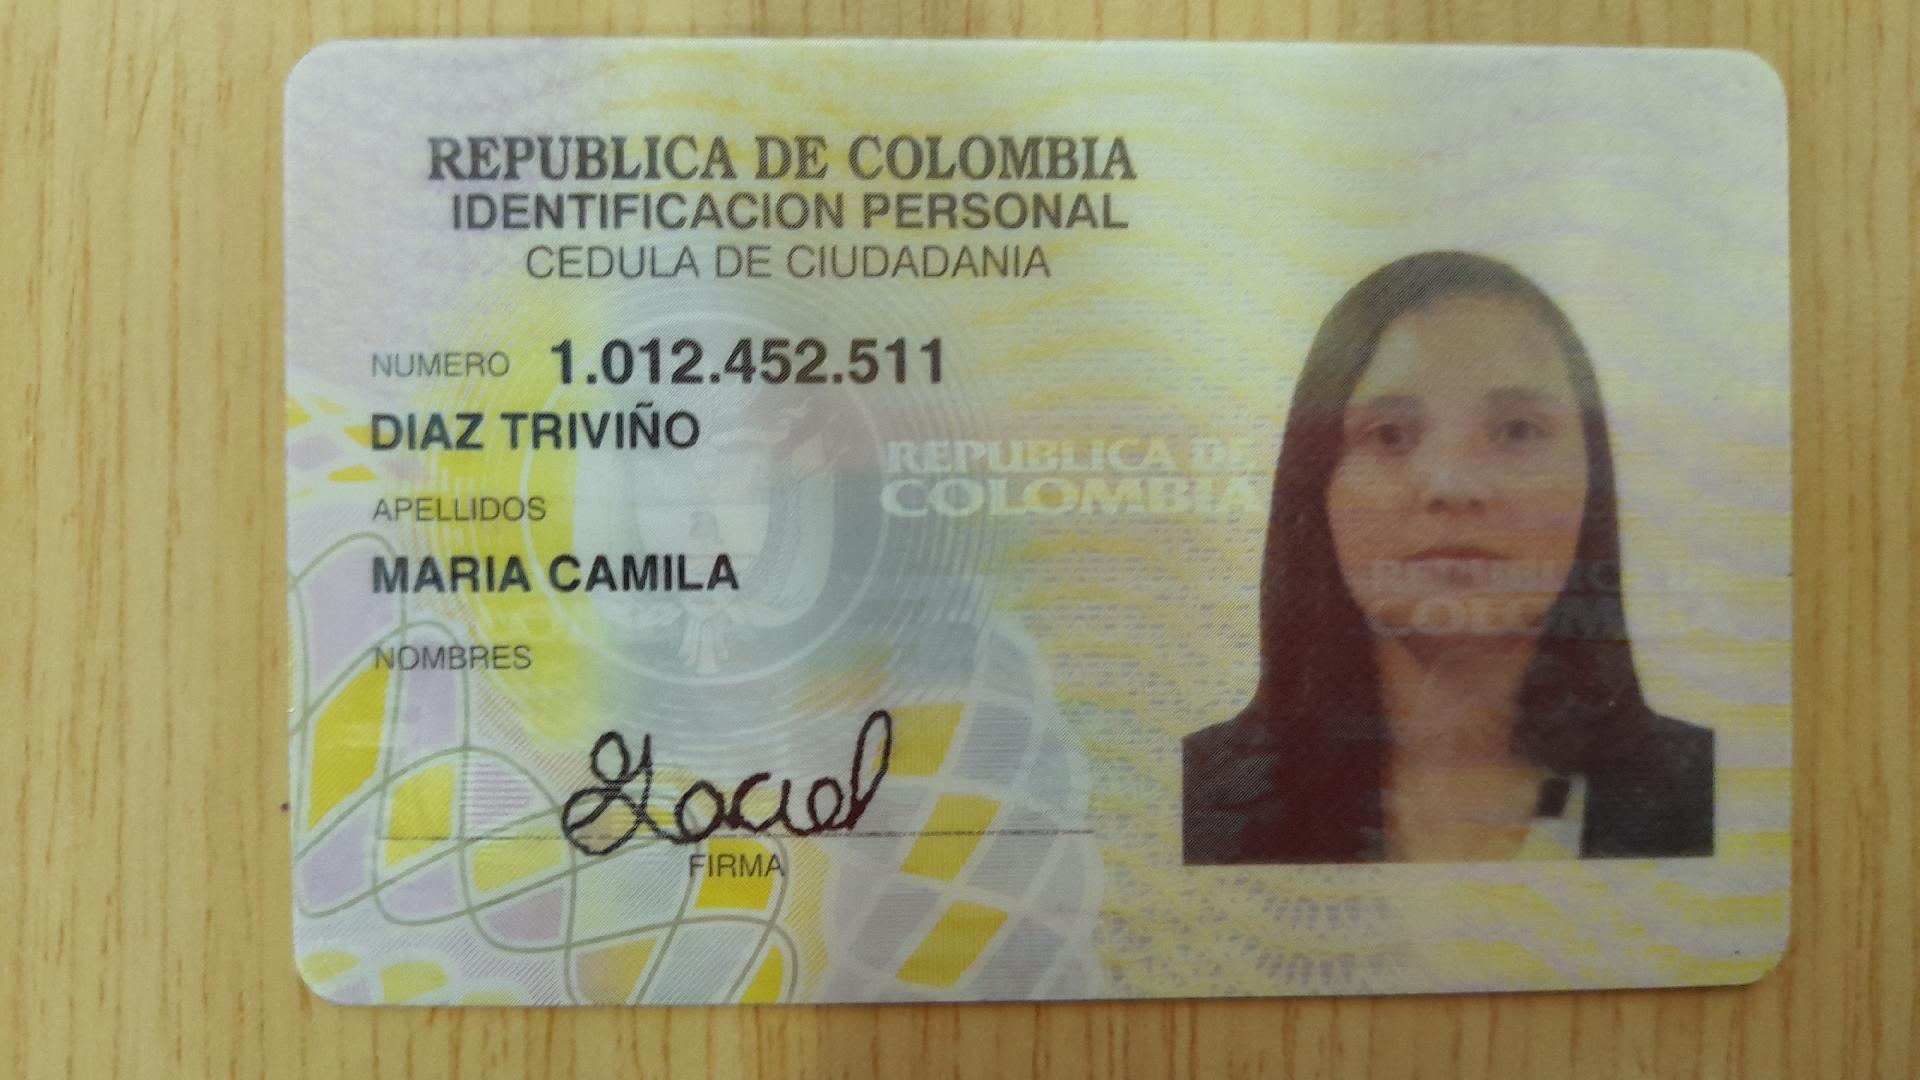 REPUBLICA DE COLOMBIA
IDENTIFICACION PERSONAL
CEDULA DE CIUDADANIA
NUMERO 1.012.452.511
DIAZ TRIVIÑO
APELLIDOS
MARIA CAMILA
NOMBRES
REPUBLICA DE
COLOMBIA
REPUBLICA DE
COLOMBIA
FIRMA